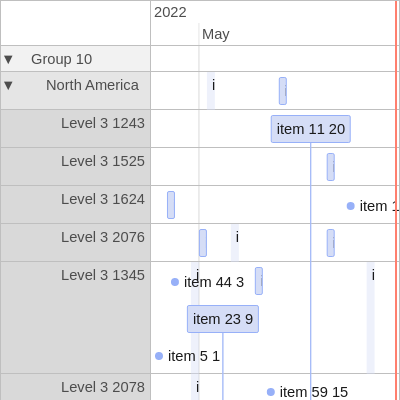 2022
May
▼ Group 10
▼ North America i
Level 3 1243 item 11 20
Level 3 1525
Level 3 1624 item 1
Level 3 2076 i
Level 3 1345 i item 44 3 i
item 23 9
item 5 1
Level 3 2078 i item 59 15